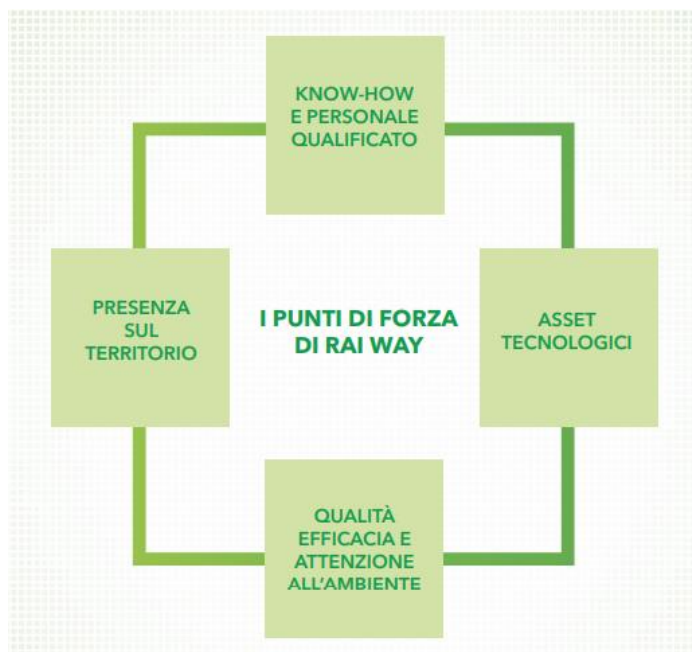 KNOW-HOW
E PERSONALE
QUALIFICATO
PRESENZA
SUL
TERRITORIO
I PUNTI DI FORZA
DI RAI WAY
ASSET
TECNOLOGICI
QUALITÀ
EFFICACIA E
ATTENZIONE
ALL'AMBIENTE